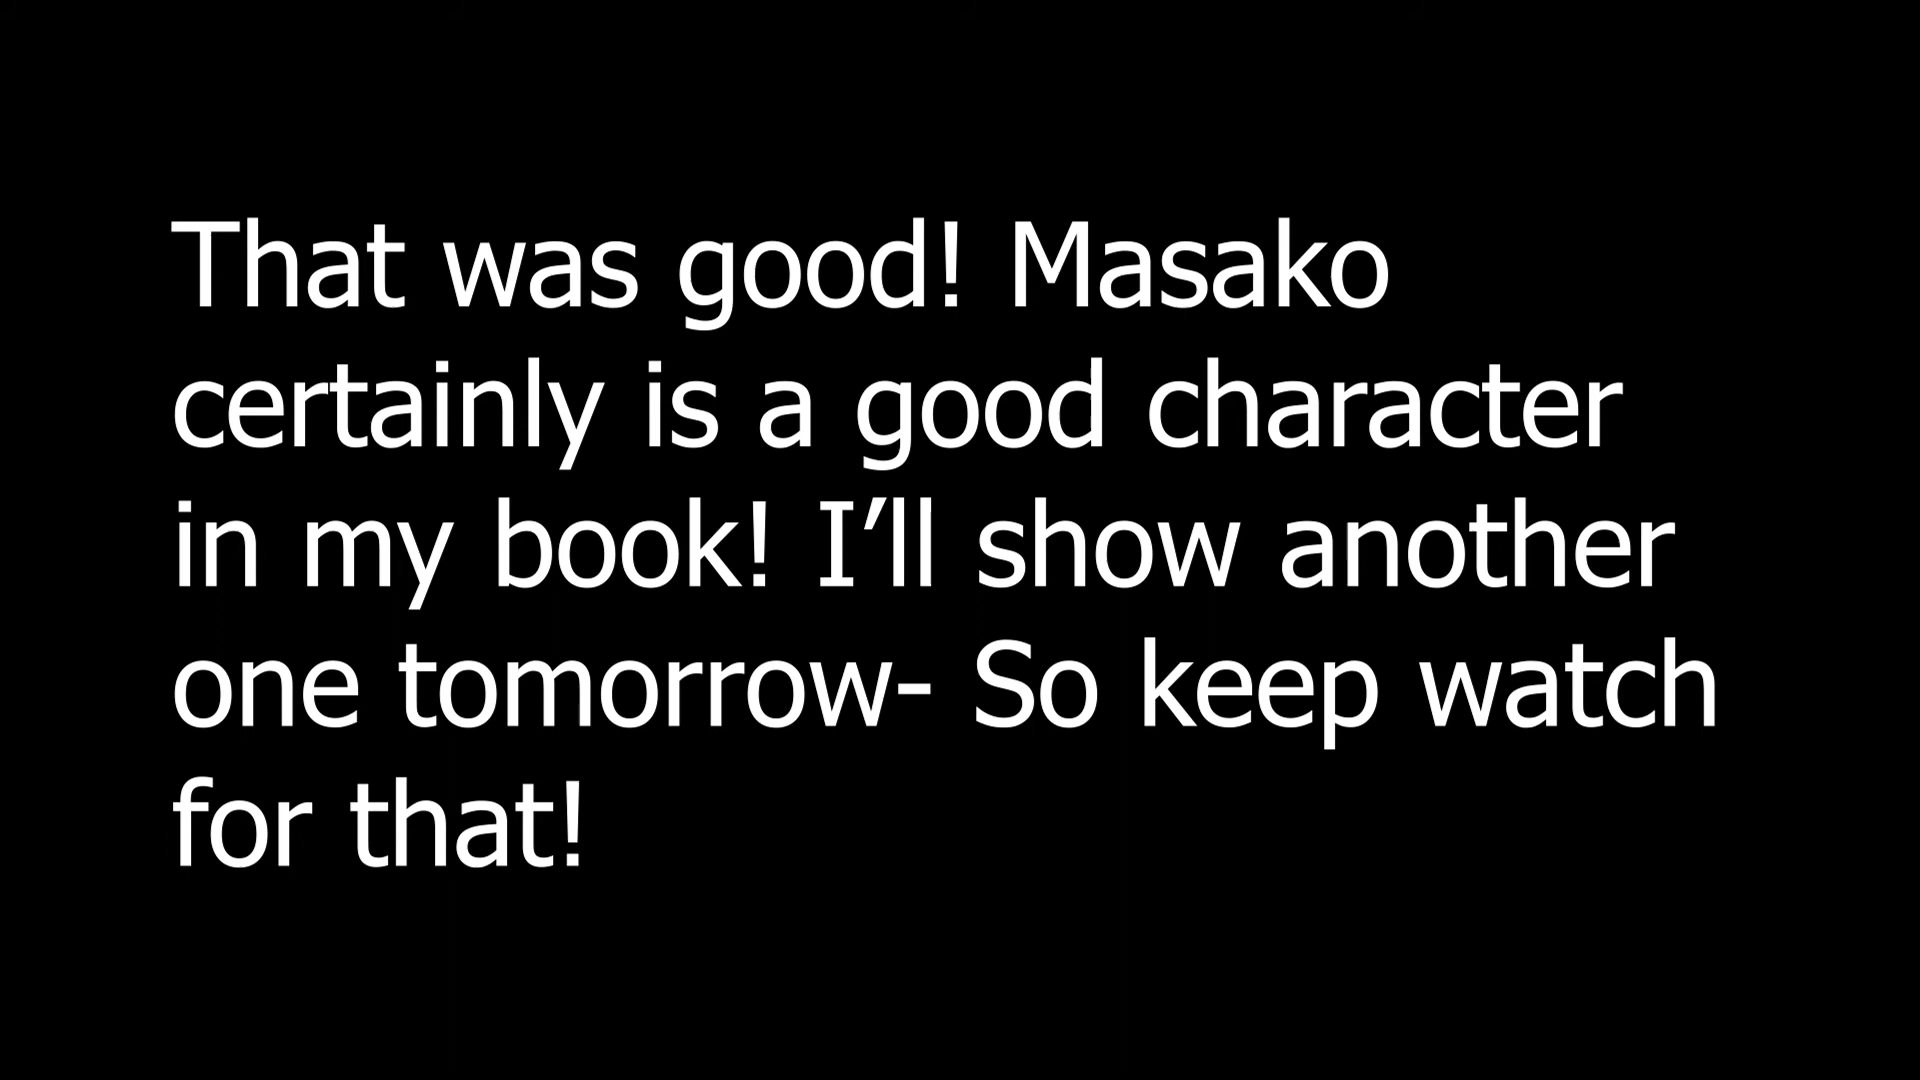 That was good! Masako
certainly is a good character
in my book! I’ll show another
one tomorrow- So keep watch
for that!